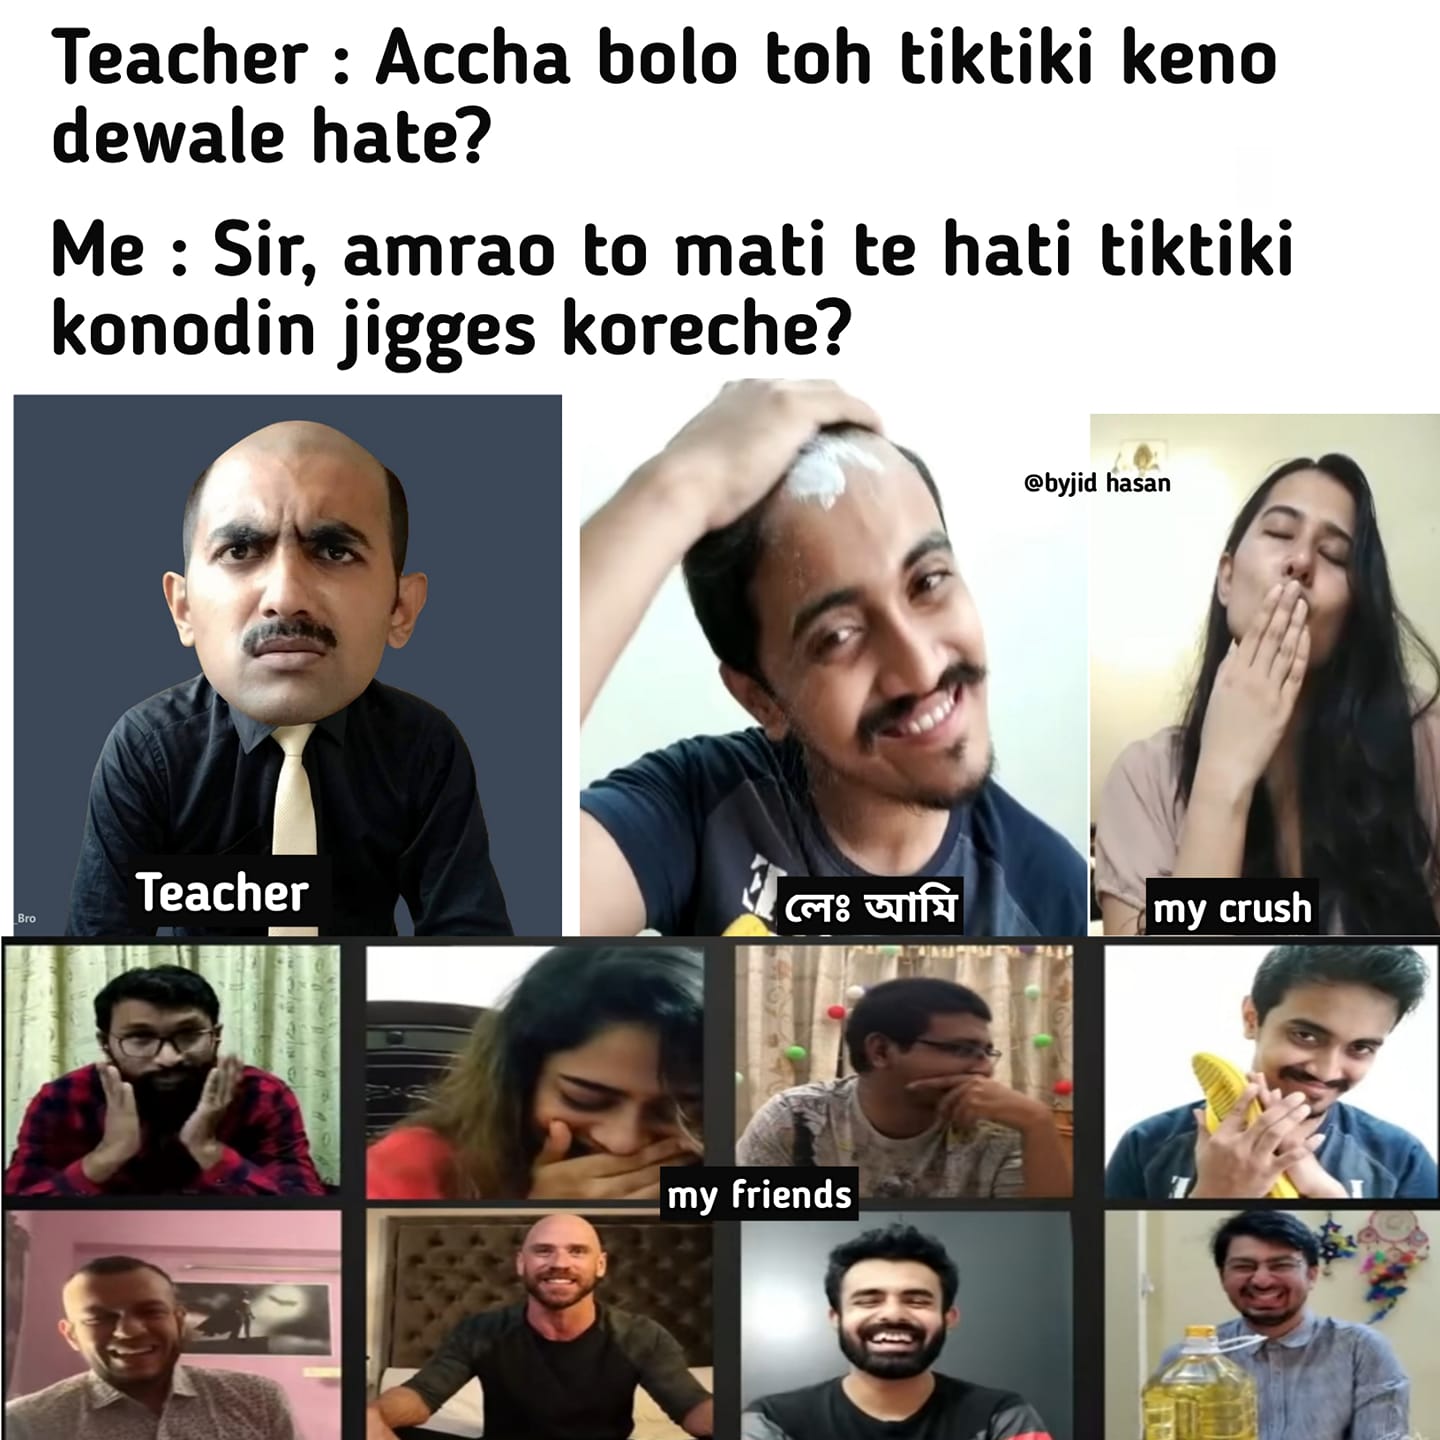 Teacher : Accha bolo toh tiktiki keno
dewale hate?
Me : Sir, amrao to mati te hati tiktiki
konodin jigges koreche?
@byjid hasan
Teacher
লেঃ আমি
my crush
Bro
my friends